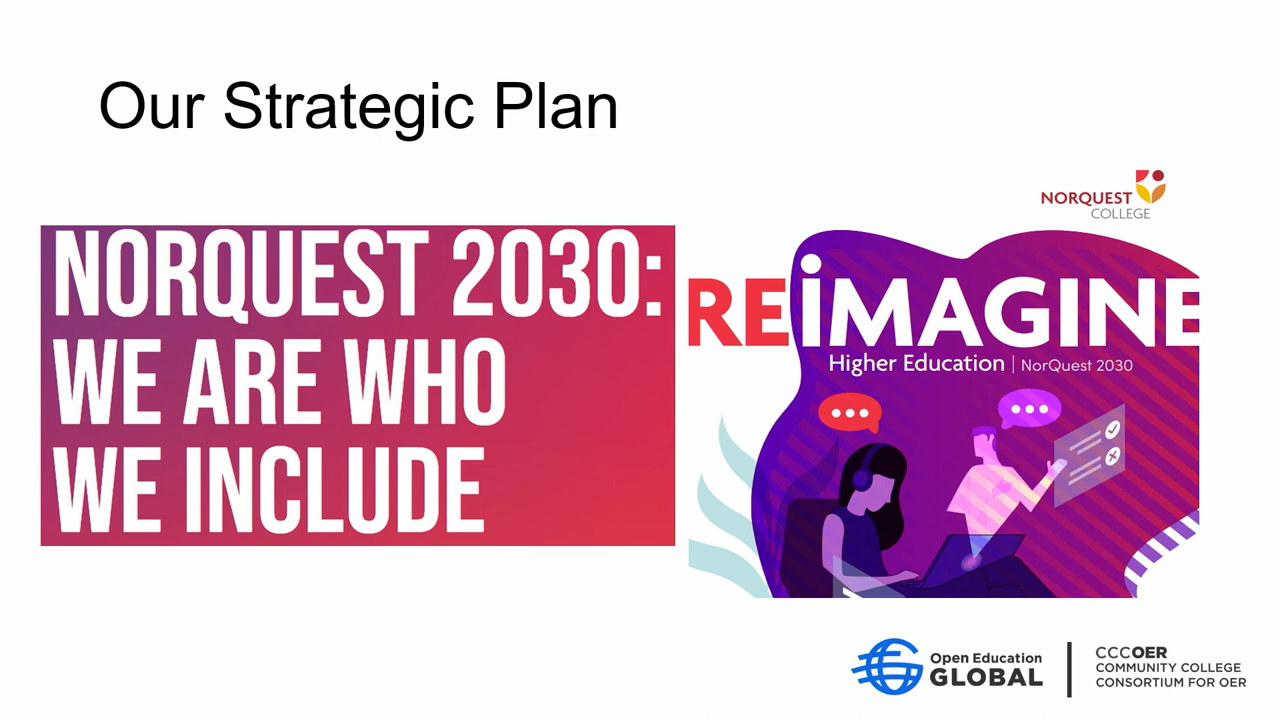 Our Strategic Plan
NORQUEST 2030:
WE ARE WHO
WE INCLUDE
NORQUEST
COLLEGE
REiMAGINE
Higher Education | NorQuest 2030
Open Education
GLOBAL
CCCOER
COMMUNITY COLLEGE
CONSORTIUM FOR OER